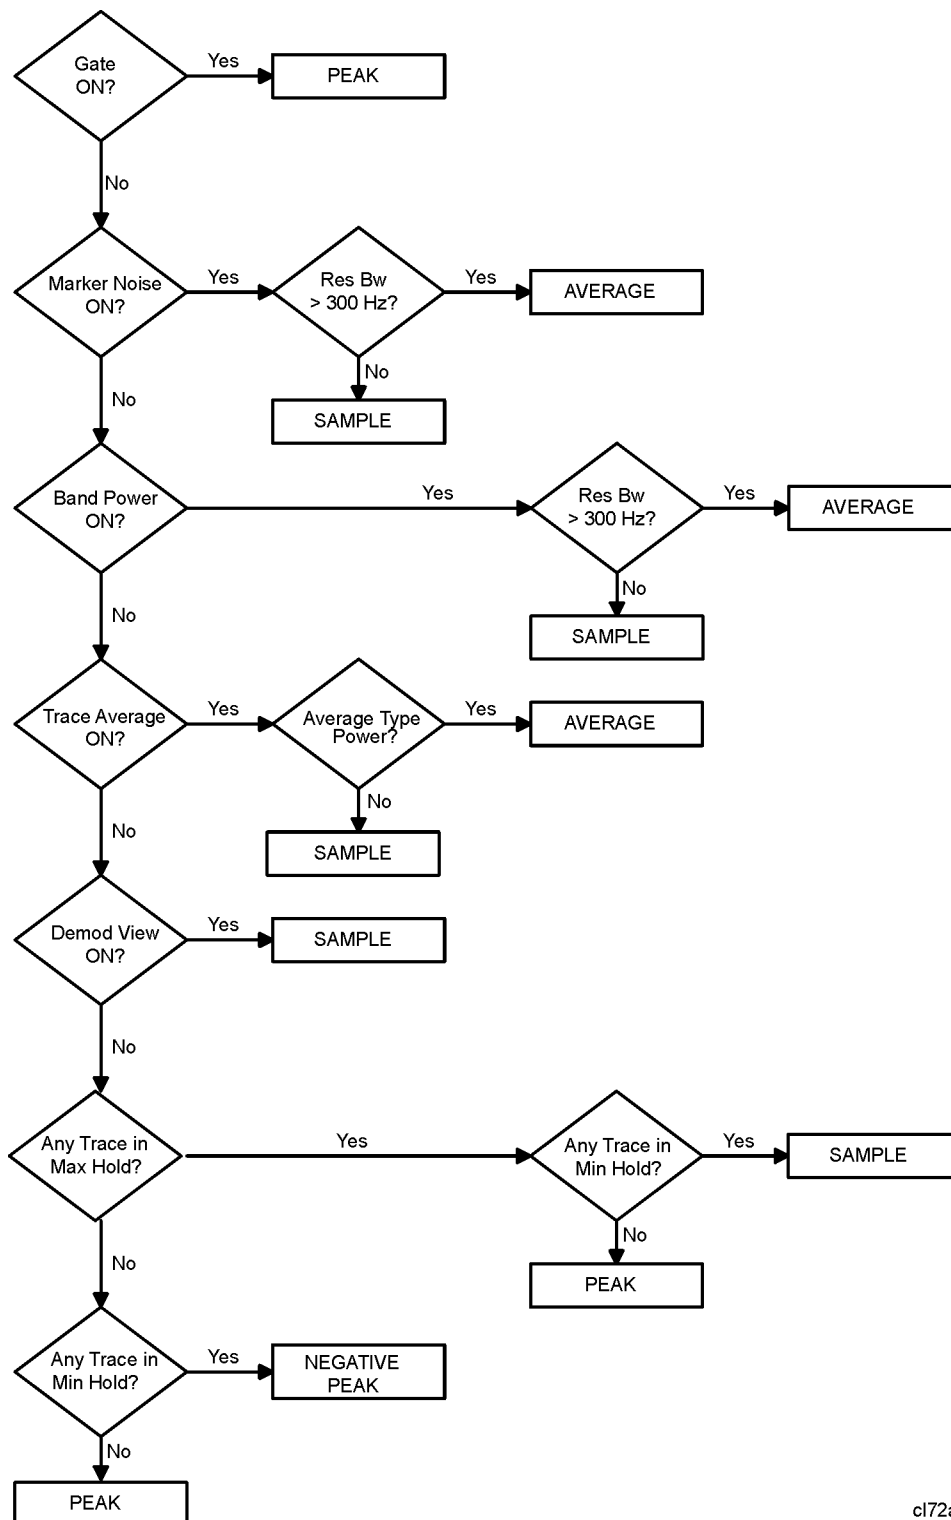 Gate
ON?
Yes
PEAK
No
Marker Noise
ON?
Yes
Res Bw
> 300 Hz?
Yes
AVERAGE
No
SAMPLE
No
Band Power
ON?
Yes
Res Bw
> 300 Hz?
Yes
AVERAGE
No
SAMPLE
No
Trace Average
ON?
Yes
Average Type
Power?
Yes
AVERAGE
No
SAMPLE
No
Demod View
ON?
Yes
SAMPLE
No
Any Trace in
Max Hold?
Yes
Any Trace in
Min Hold?
Yes
SAMPLE
No
PEAK
No
Any Trace in
Min Hold?
Yes
NEGATIVE
PEAK
No
PEAK
cl72a